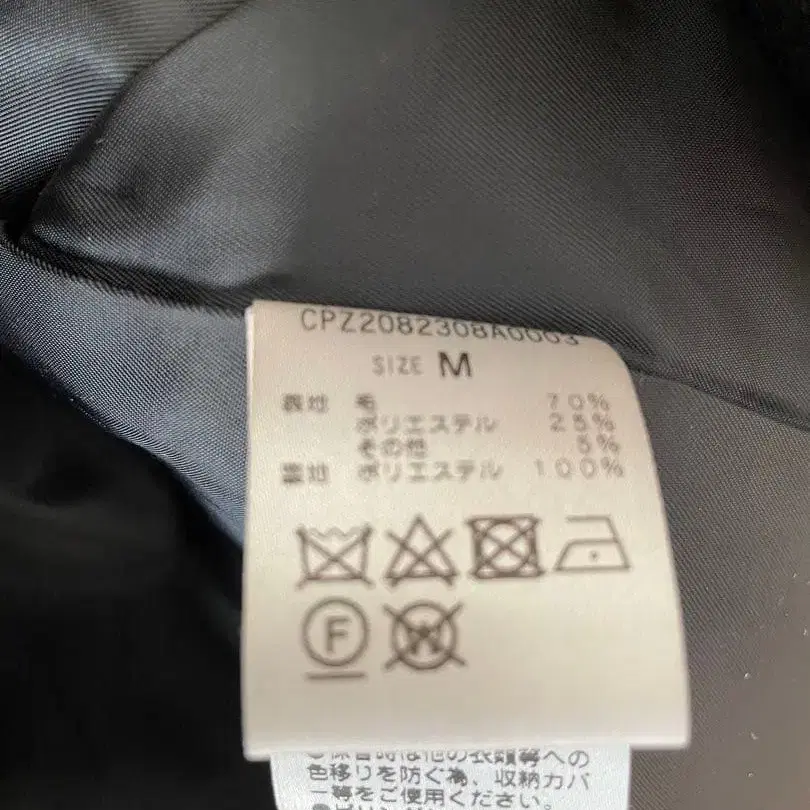 CPZ2082308A0003
SIZE M
表地 毛 70%
ポリエステル 25%
その他 5%
裏地 ポリエステル 100%
F
W
色移りを防ぐ為、収納カバ
ー等をご使用ください。